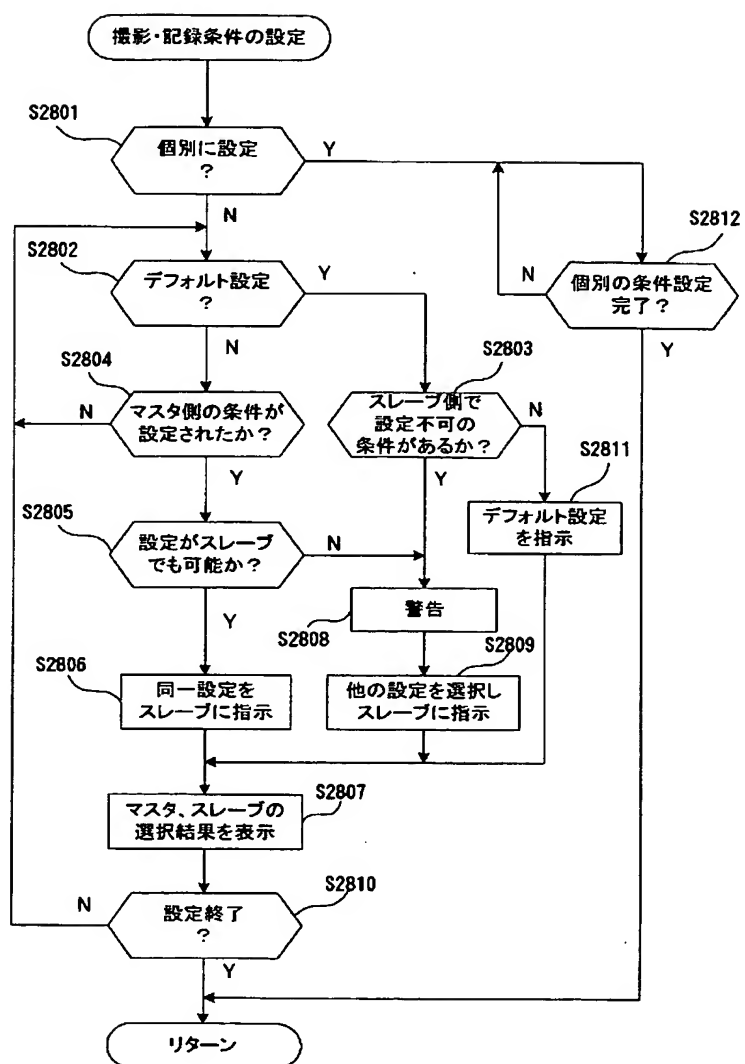 撮影・記録条件の設定
S2801
個別に設定
?
Y
N
S2812
S2802
デフォルト設定
?
Y
N
個別の条件設定
完了?
N
Y
S2804
マスタ側の条件が
設定されたか?
N
Y
S2803
スレーブ側で
設定不可の
条件があるか?
N
Y
S2811
デフォルト設定
を指示
S2805
設定がスレーブ
でも可能か?
N
Y
警告
S2808
S2806
同一設定を
スレーブに指示
S2809
他の設定を選択し
スレーブに指示
S2807
マスタ、スレーブの
選択結果を表示
S2810
設定終了
?
N
Y
リターン